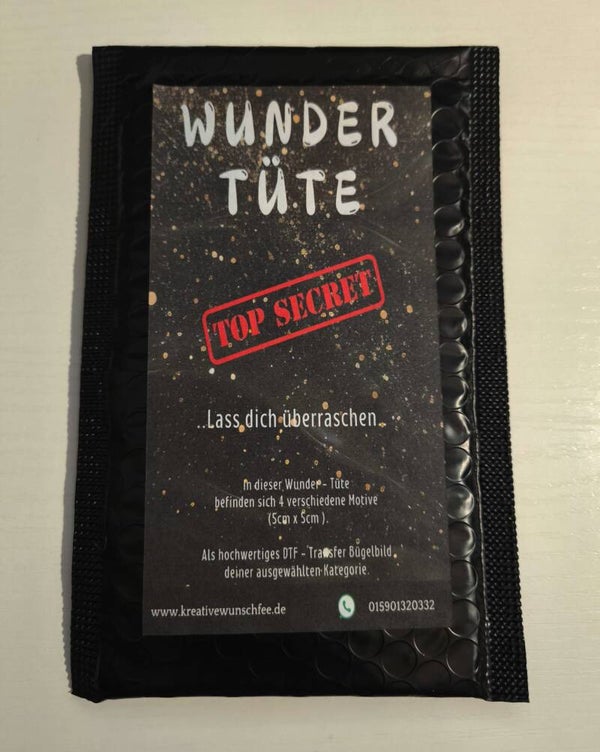 WUNDER
TÜTE
TOP SECRET
..Lass dich überraschen..
In dieser Wunder - Tüte
befinden sich 4 verschiedene Motive
(5cm x 5cm ).
Als hochwertiges DTF - Transfer Bügelbild
deiner ausgewählten Kategorie.
www.kreativewunschfee.de 015901320332